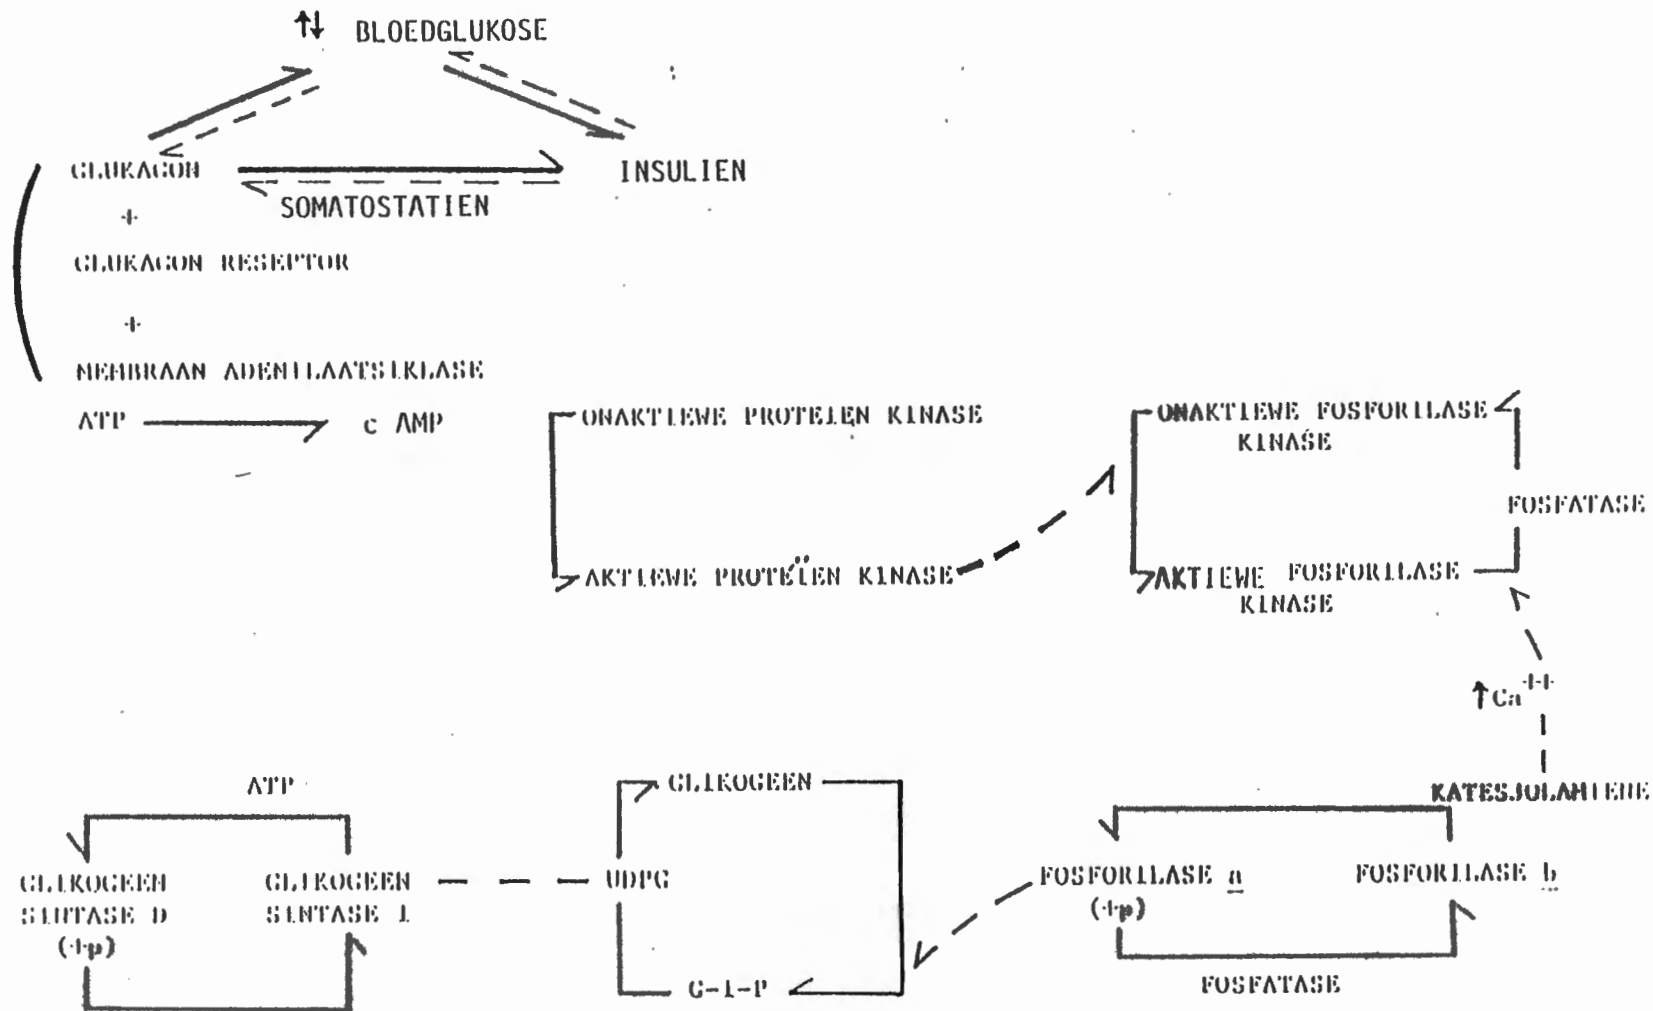 ↑↓ BLOEDGLUKOSE
GLUKAGON
INSULIEN
SOMATOSTATIEN
+
GLUKAGON RESEPTOR
+
MEMBRAAN ADENILAATSIKLASE
ATP
c AMP
ONAKTIEWE PROTEIEN KINASE
AKTIEWE PROTEÏEN KINASE
ONAKTIEWE FOSFORILASE
KINASE
FOSFATASE
AKTIEWE FOSFORILASE
KINASE
↑Ca++
KATESJOLAMIENE
ATP
GLIKOGEEN
SINTASE D
(+p)
GLIKOGEEN
SINTASE I
GLIKOGEEN
UDPG
G-1-P
FOSFORILASE a
(+p)
FOSFORILASE b
FOSFATASE